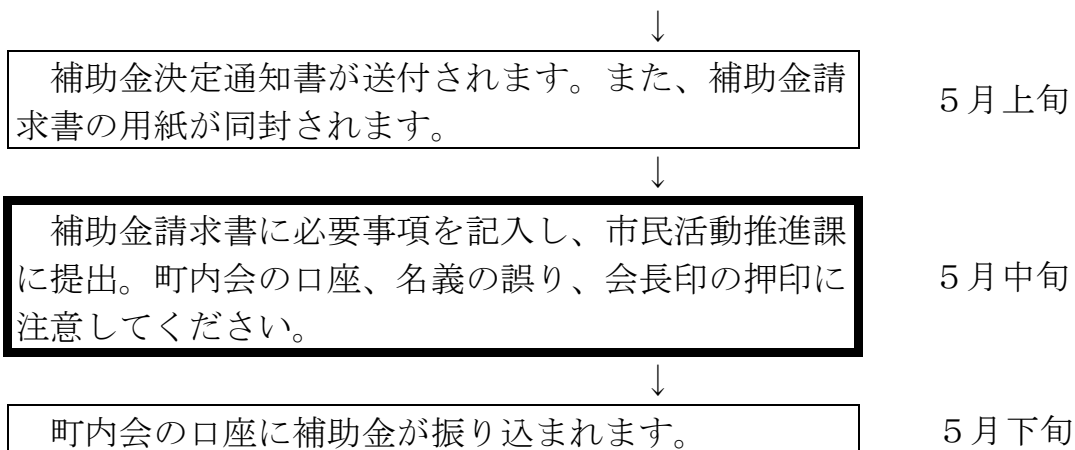 ↓
補助金決定通知書が送付されます。また、補助金請
求書の用紙が同封されます。
５月上旬
↓
補助金請求書に必要事項を記入し、市民活動推進課
に提出。町内会の口座、名義の誤り、会長印の押印に
注意してください。
５月中旬
↓
町内会の口座に補助金が振り込まれます。
５月下旬